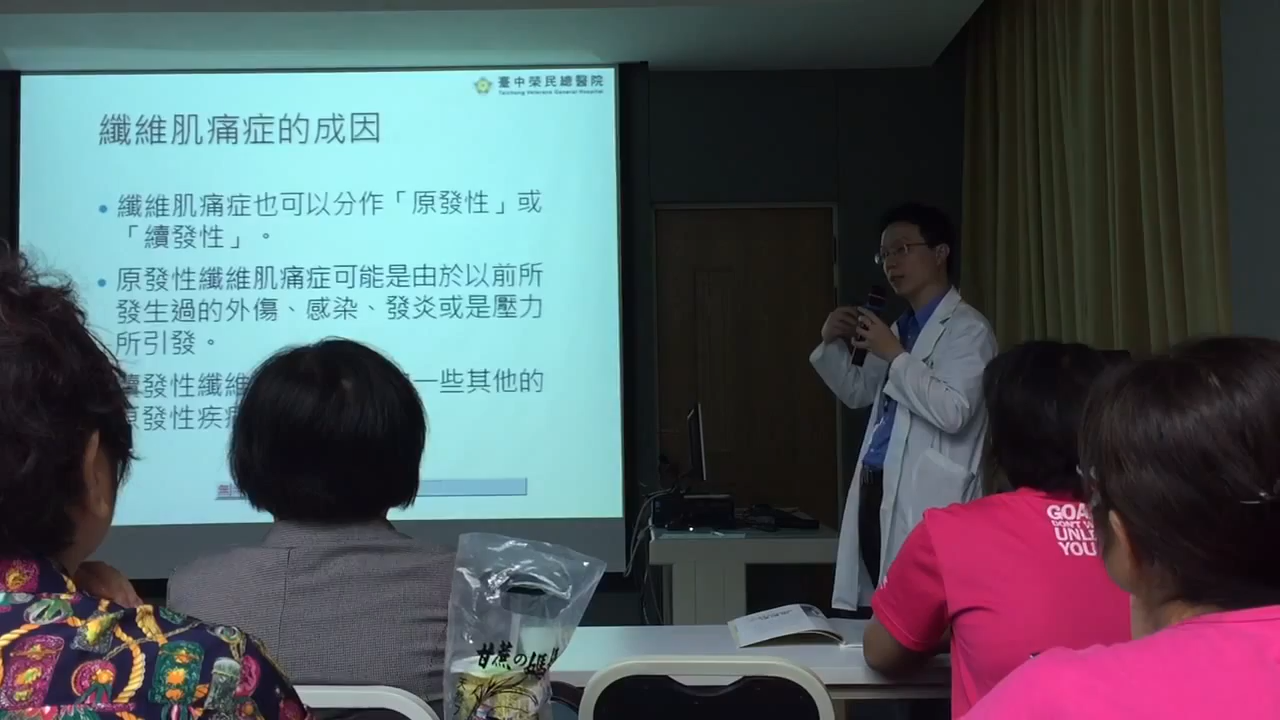 臺中榮民總醫院
Taichung Veterans General Hospital
纖維肌痛症的成因
纖維肌痛症也可以分作「原發性」或
「續發性」。
原發性纖維肌痛症可能是由於以前所
發生過的外傷、感染、發炎或是壓力
所引發。
續發性纖維 一些其他的
原發性疾
GOA
DON'T
UNL
YOU
甘蔗の媽